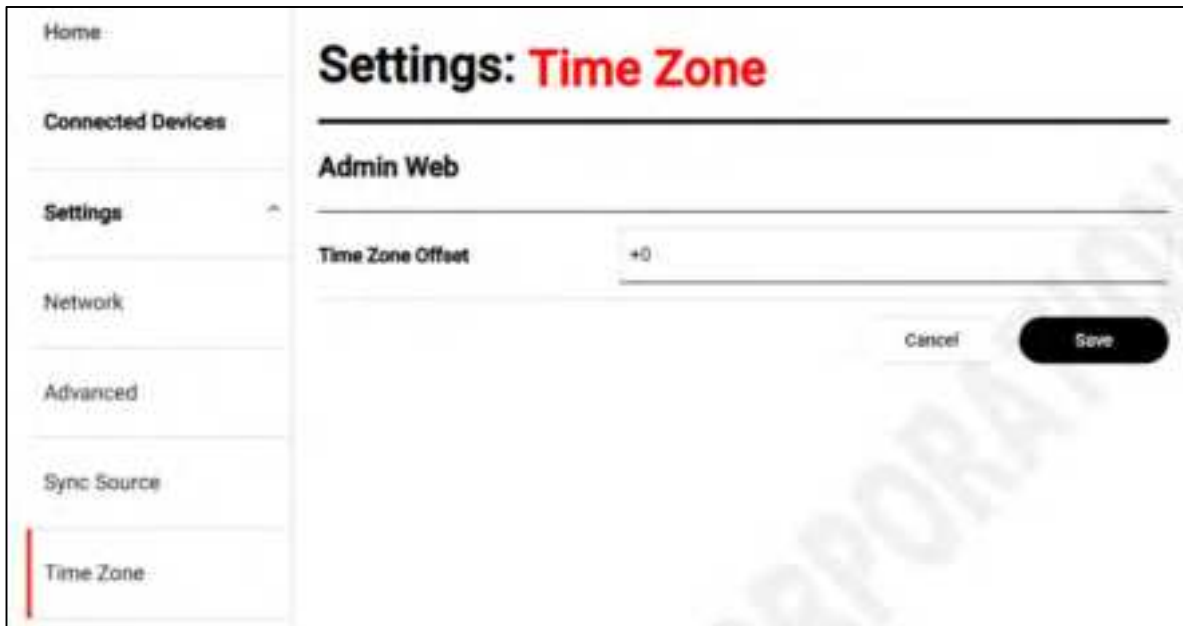 Home
Connected Devices
Settings
Network
Advanced
Sync Source
Time Zone
Settings: Time Zone
Admin Web
Time Zone Offset
+0
Cancel
Save